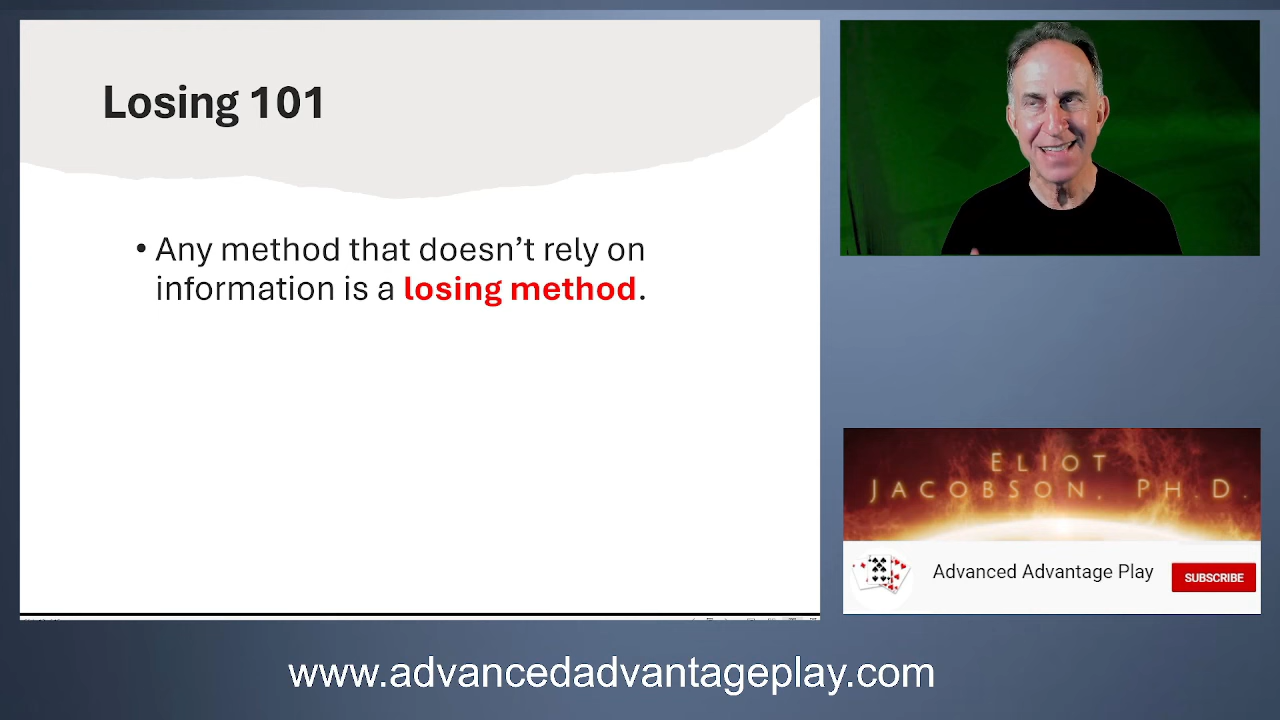 Losing 101
• Any method that doesn’t rely on
information is a losing method.
ELIOT
JACOBSON, PH.D.
Advanced Advantage Play
SUBSCRIBE
www.advancedadvantageplay.com